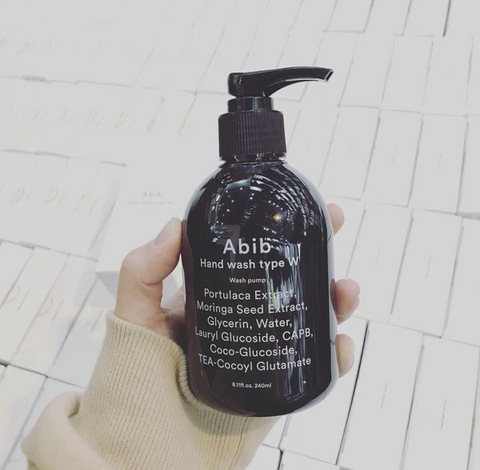 Abib
Abib
Hand wash type W
Wash pump
Portulaca Extract,
Moringa Seed Extract,
Glycerin, Water,
Lauryl Glucoside, CAPB,
Coco-Glucoside,
TEA-Cocoyl Glutamate
8.11fl.oz. 240ml